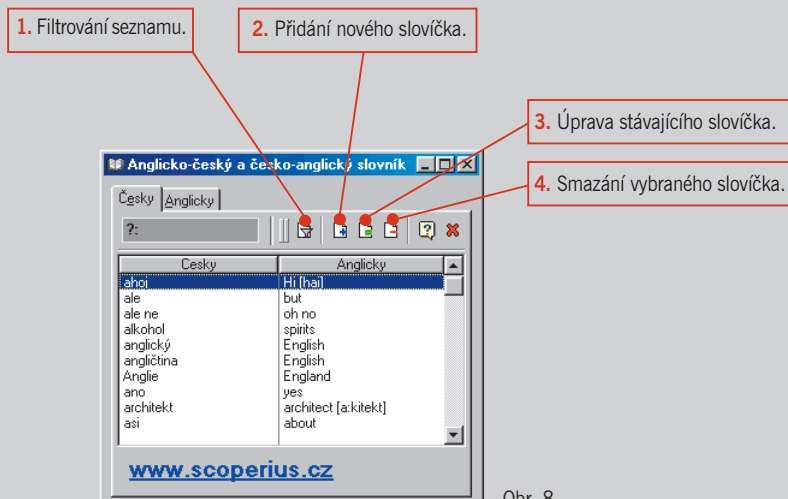 1. Filtrování seznamu.
2. Přidání nového slovíčka.
3. Úprava stávajícího slovíčka.
4. Smazání vybraného slovíčka.
Anglicko-český a česko-anglický slovník
Česky Anglicky
?:
Cesky Anglicky
ahoj Hi [hai]
ale but
ale ne oh no
alkohol spirits
anglický English
angličtina English
Anglie England
ano yes
architekt architect [a:kitekt]
asi about
www.scoperius.cz
Obr. 8